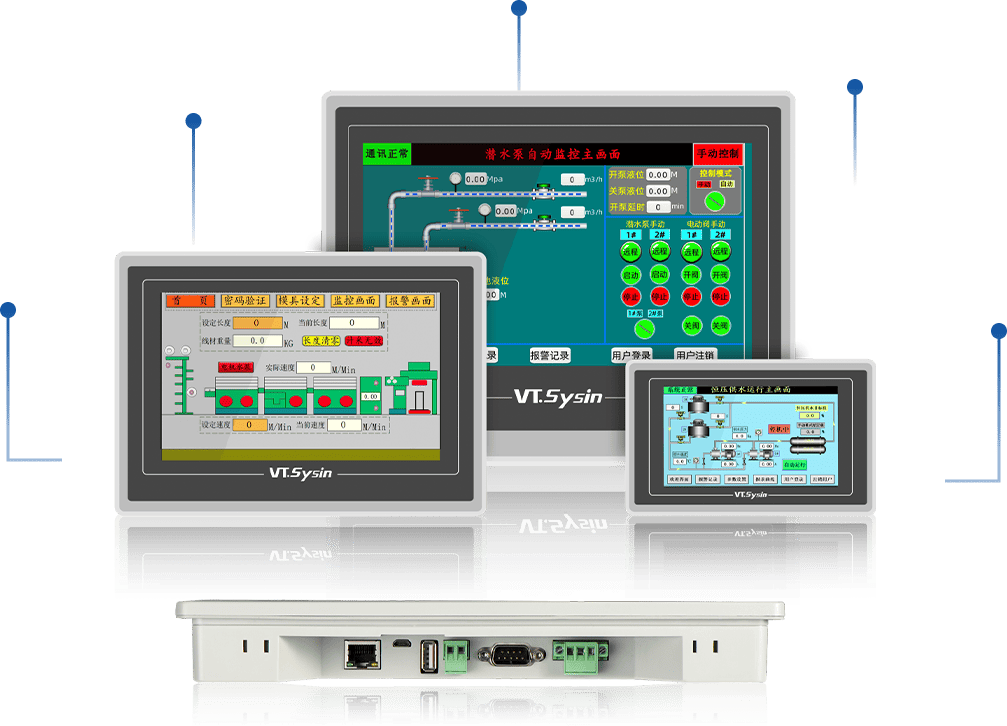 通讯正常 潜水泵自动监控主画面 手动控制
0.00 Mpa 0 m3/h
开泵液位 0.00 M
控制模式
关泵液位 0.00 M
手动 自动
0.00 Mpa 0 m3/h
开泵延时 0 min
潜水泵手动 电动阀手动
1# 2# 1# 2#
远程 远程 远程 远程
启动 启动 开阀 开阀
停止 停止 停止 停止
1#泵 2#泵
关阀 关阀
液位
00 M
录 报警记录 用户登录 用户注销
VT.Sysin
首 页 密码验证 模具设定 监控画面 报警画面
设定长度 0 M 当前长度 0 M
线材重量 0.0 KG 长度清零
实际速度 0 M/Min
0.00
设定速度 0 M/Min 当前速度 0 M/Min
VT.Sysin
恒压供水运行主画面
停机中
自动运行
VT.Sysin